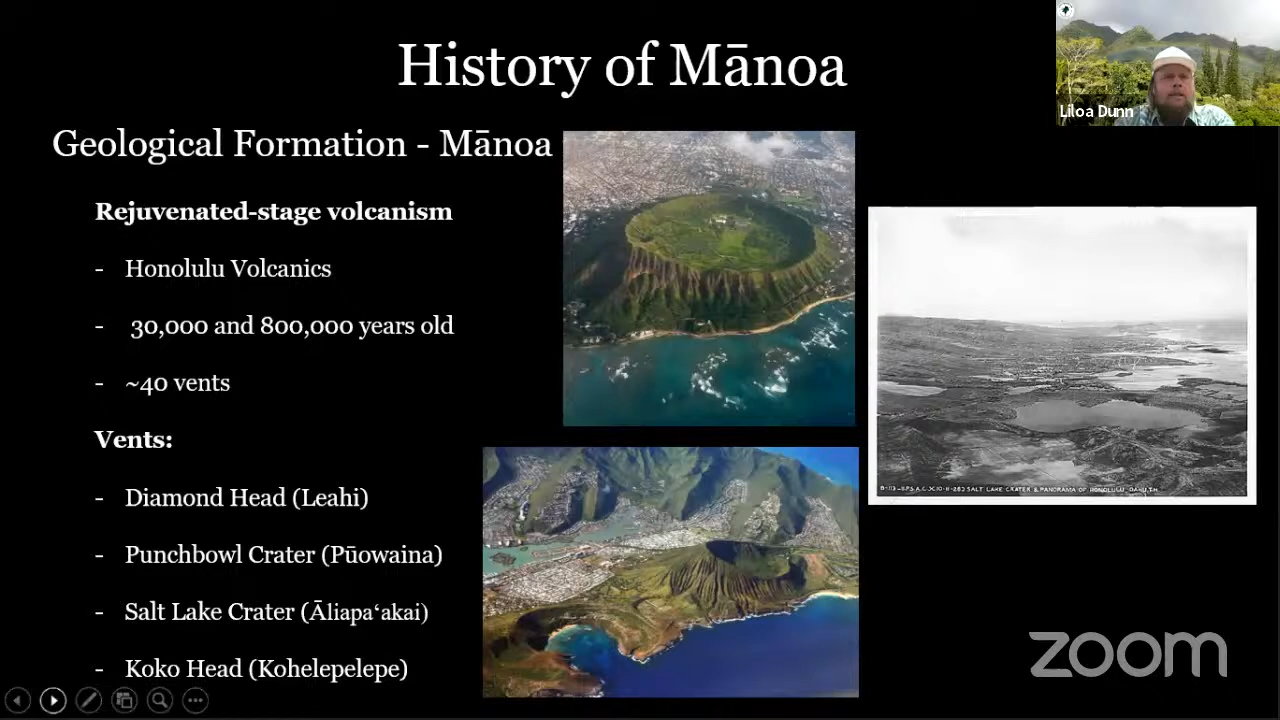 History of Mānoa
Liloa Dunn
Geological Formation - Mānoa
Rejuvenated-stage volcanism
- Honolulu Volcanics
- 30,000 and 800,000 years old
- ~40 vents
Vents:
- Diamond Head (Leahi)
- Punchbowl Crater (Pūowaina)
- Salt Lake Crater (Āliapaʻakai)
- Koko Head (Kohelepelepe)
SALT LAKE CRATER & PANORAMA OF HONOLULU, OAHU, T.H.
zoom